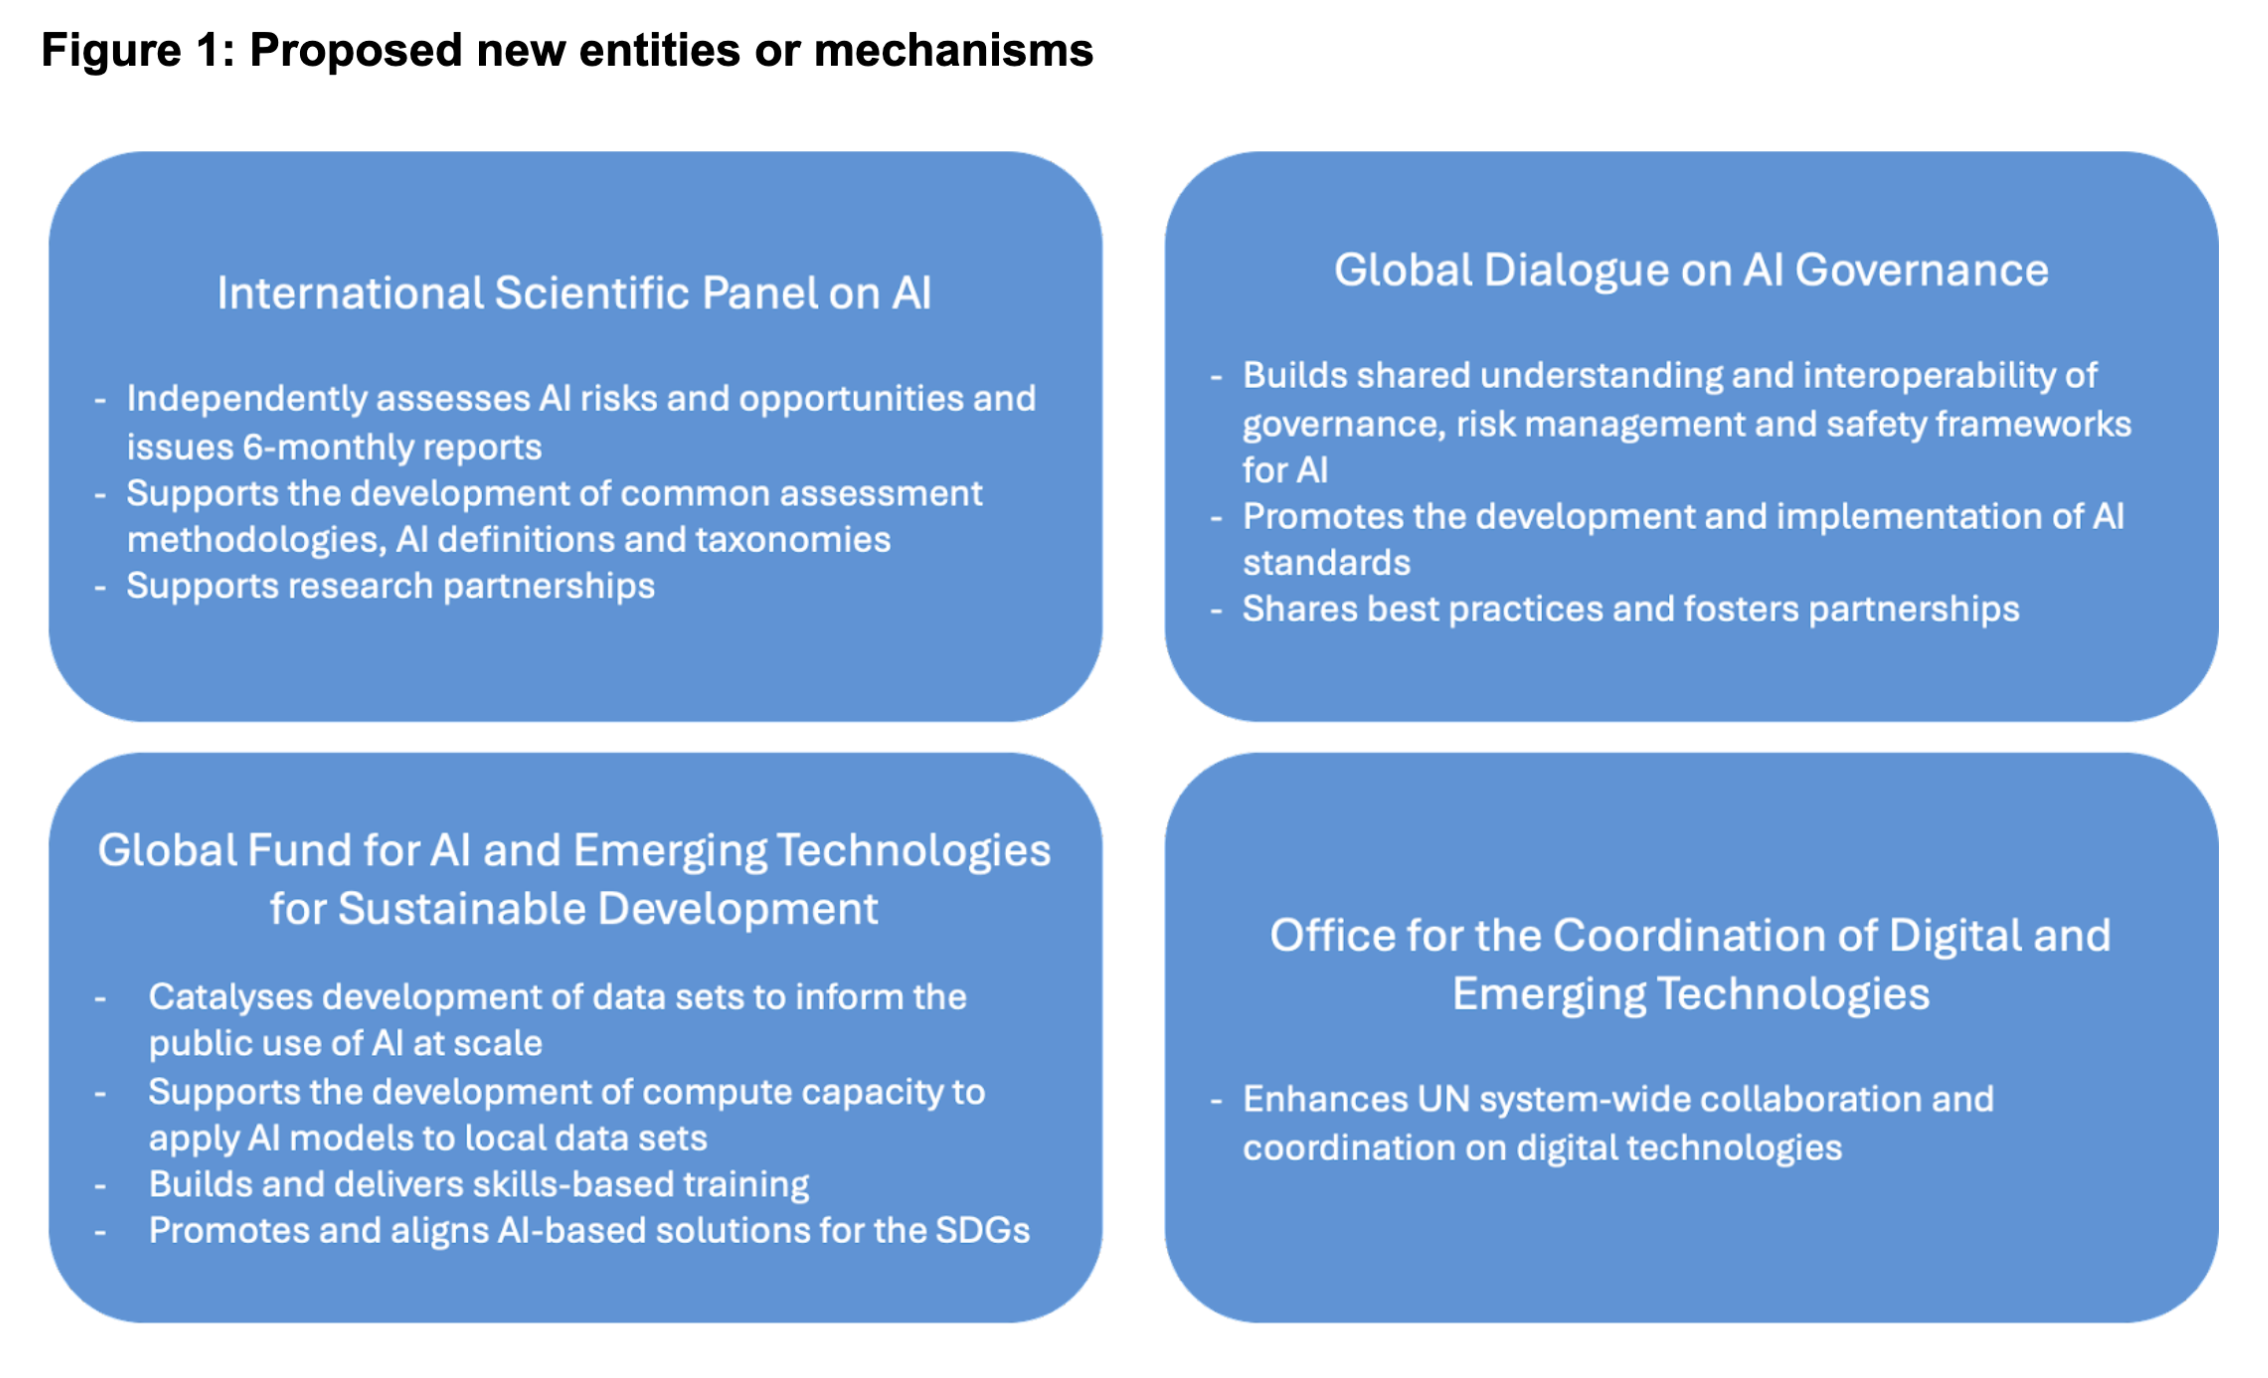 Figure 1: Proposed new entities or mechanisms
International Scientific Panel on AI
- Independently assesses AI risks and opportunities and
issues 6-monthly reports
- Supports the development of common assessment
methodologies, AI definitions and taxonomies
- Supports research partnerships
Global Dialogue on AI Governance
- Builds shared understanding and interoperability of
governance, risk management and safety frameworks
for AI
- Promotes the development and implementation of AI
standards
- Shares best practices and fosters partnerships
Global Fund for AI and Emerging Technologies
for Sustainable Development
- Catalyses development of data sets to inform the
public use of AI at scale
- Supports the development of compute capacity to
apply AI models to local data sets
- Builds and delivers skills-based training
- Promotes and aligns AI-based solutions for the SDGs
Office for the Coordination of Digital and
Emerging Technologies
- Enhances UN system-wide collaboration and
coordination on digital technologies